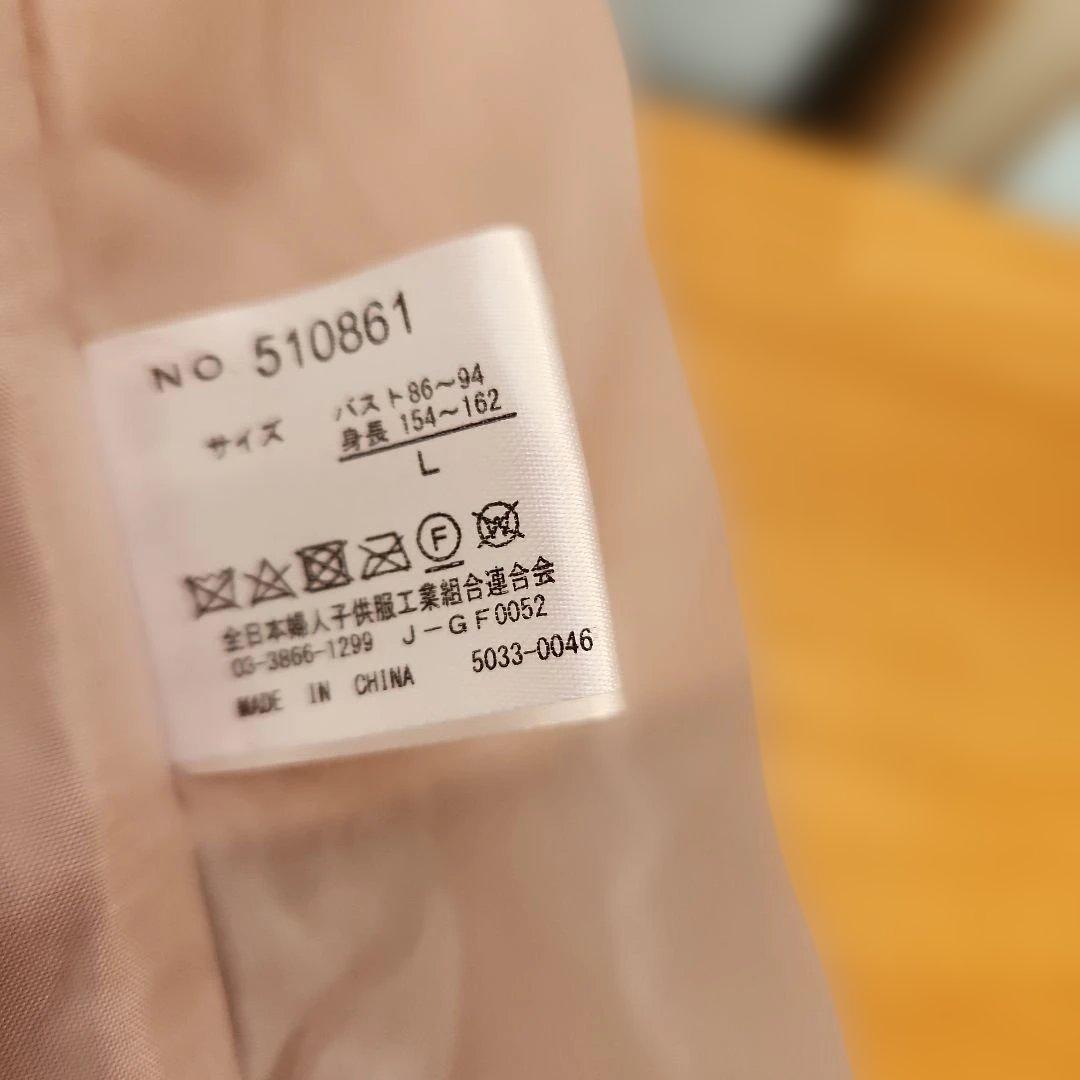 NO 510861
サイズ バスト86~94
身長 154~162
L
F W
全日本婦人子供服工業組合連合会
03-3866-1299 J-GF0052
MADE IN CHINA 5033-0046